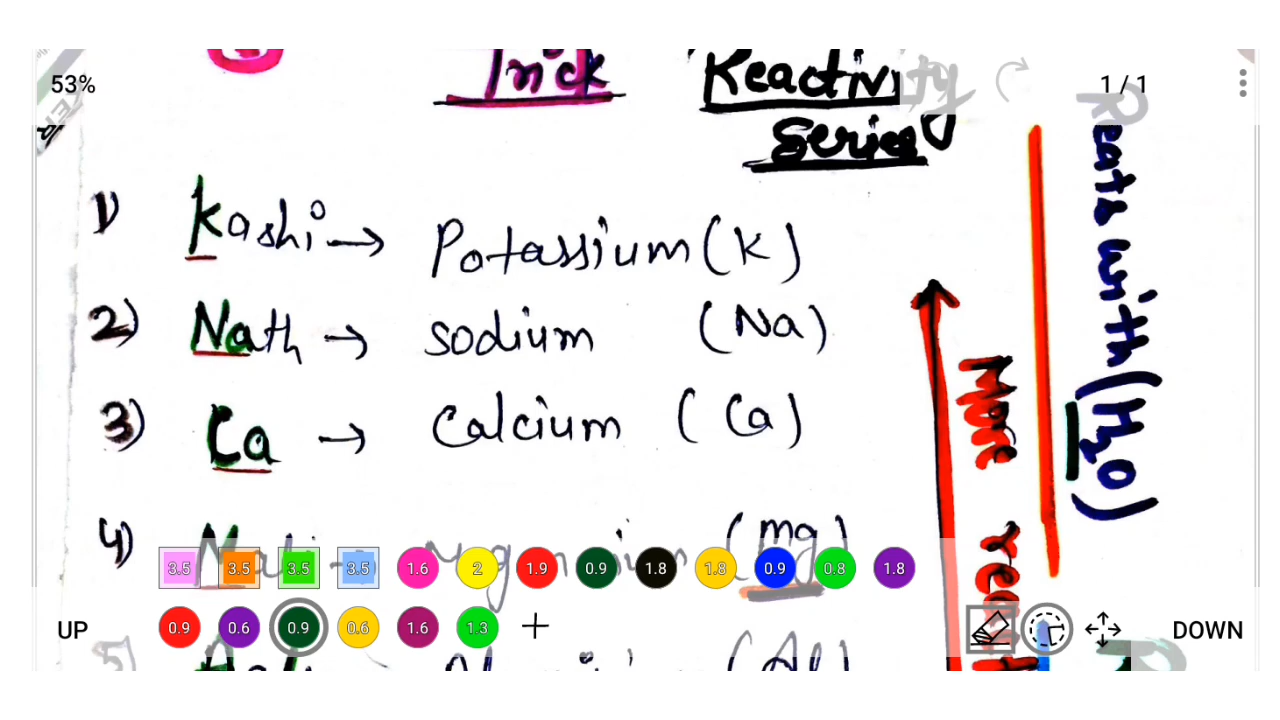 53%
1 / 1
Trick
Reactivity
Series
1) Kashi → Potassium (K)
2) Nath → sodium (Na)
3) Ca → Calcium ( Ca )
4) (mg)
5) (Al)
Reacts with (H2O)
More
3.5 3.5 3.5 3.5 1.6 2 1.9 0.9 1.8 1.8 0.9 0.8 1.8
UP 0.9 0.6 0.9 0.6 1.6 1.3 + DOWN